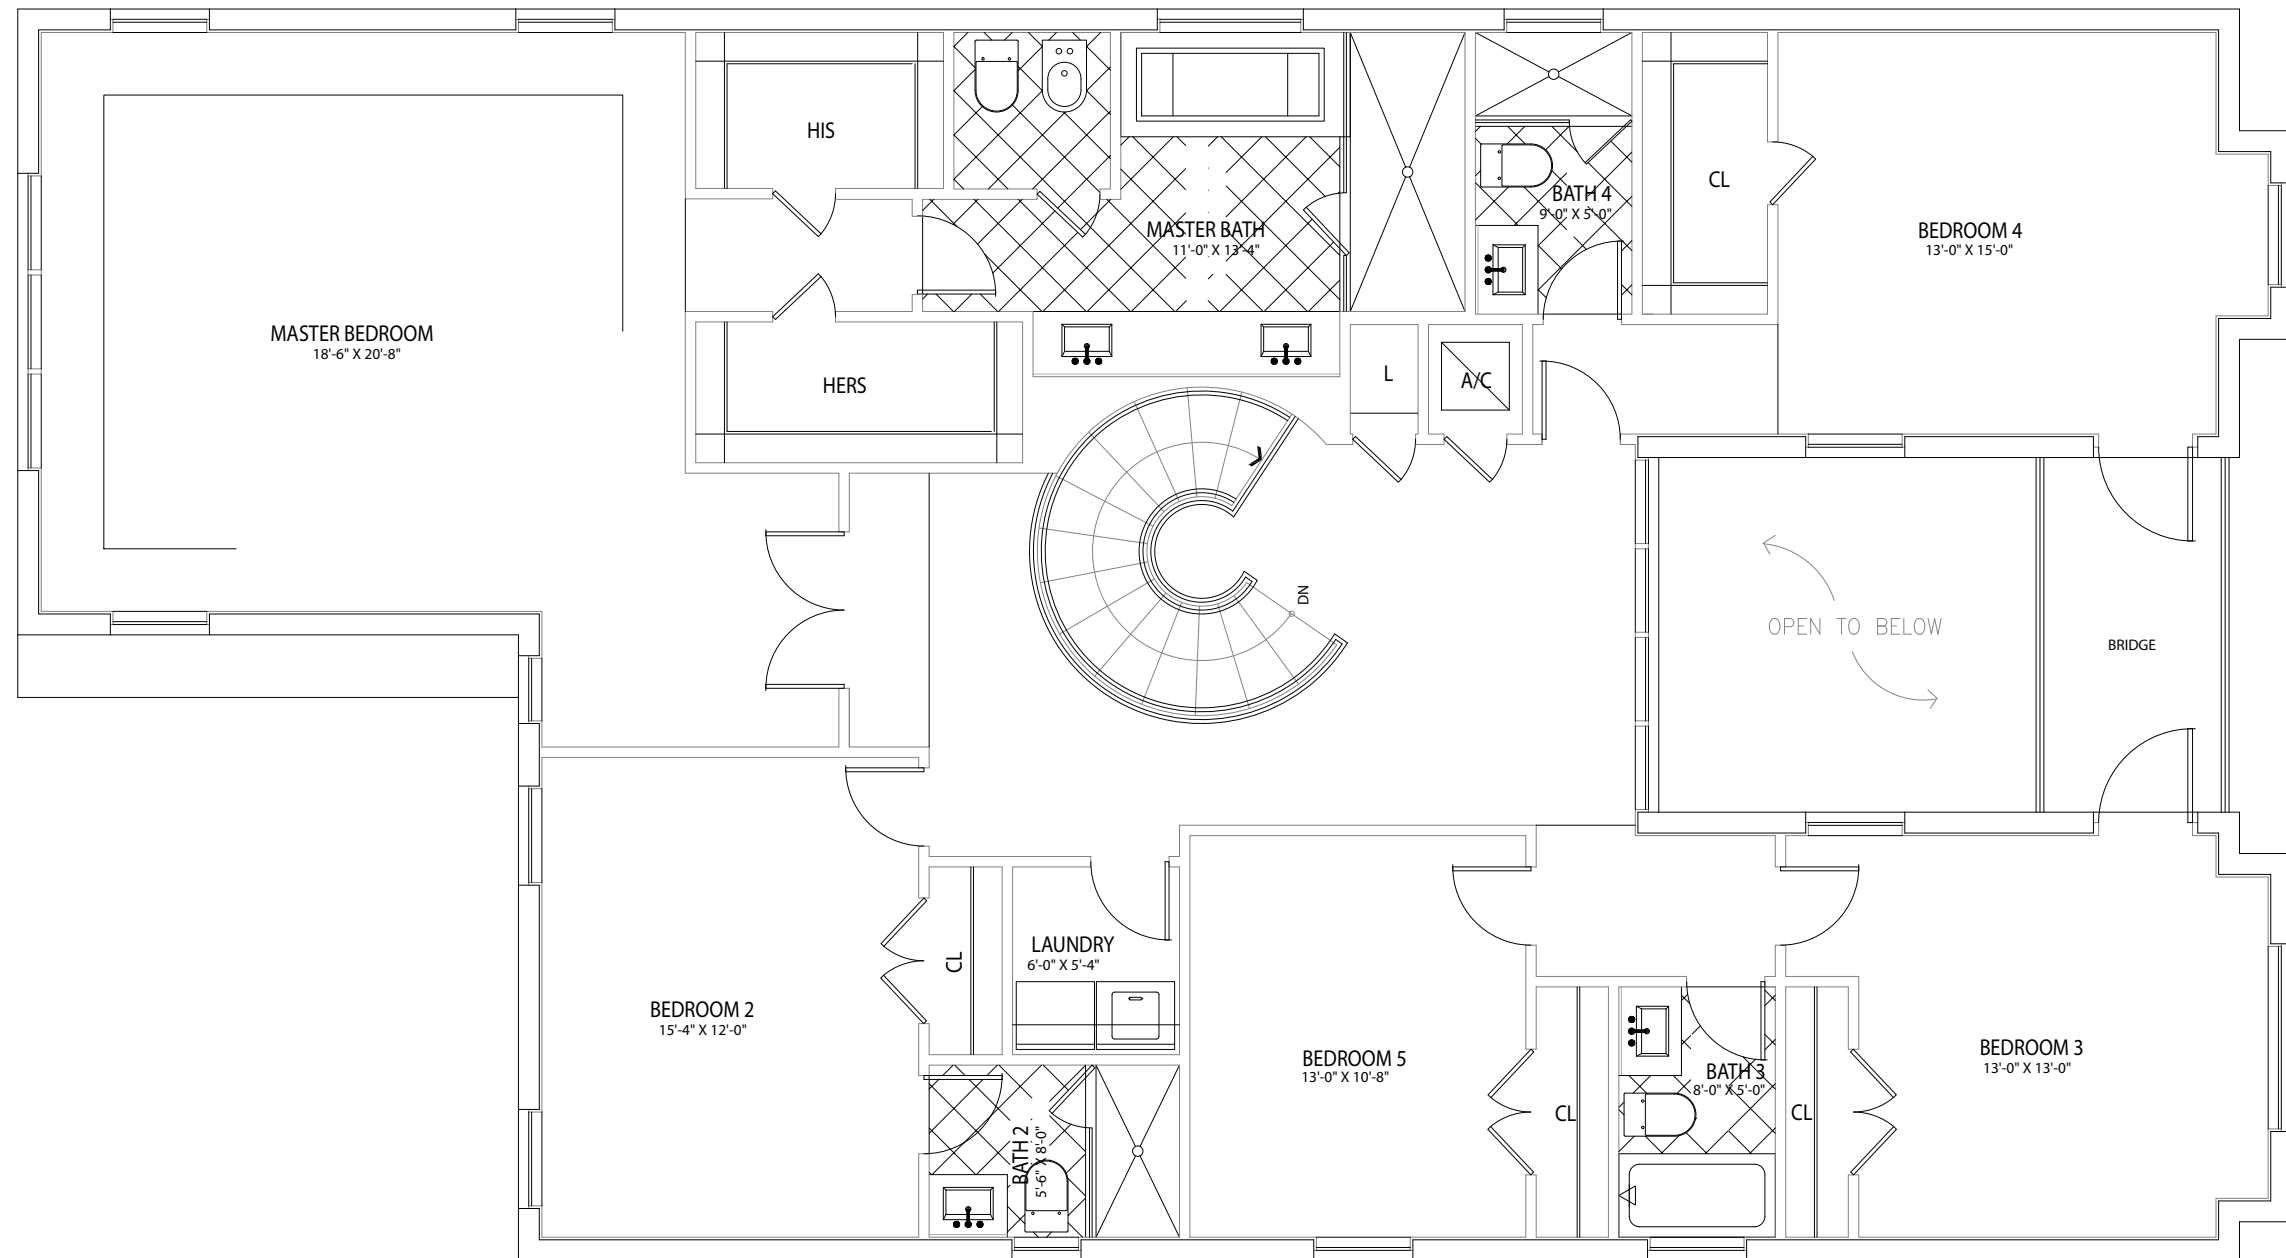 HIS
CL
BATH 4
9'-0" X 5'-0"
MASTER BATH
11'-0" X 13'-4"
BEDROOM 4
13'-0" X 15'-0"
MASTER BEDROOM
18'-6" X 20'-8"
HERS
L
A/C
DN
OPEN TO BELOW
BRIDGE
LAUNDRY
6'-0" X 5'-4"
CL
BEDROOM 2
15'-4" X 12'-0"
BEDROOM 5
13'-0" X 10'-8"
BATH 3
8'-0" X 5'-0"
BEDROOM 3
13'-0" X 13'-0"
CL
CL
BATH 2
5'-6" X 8'-0"